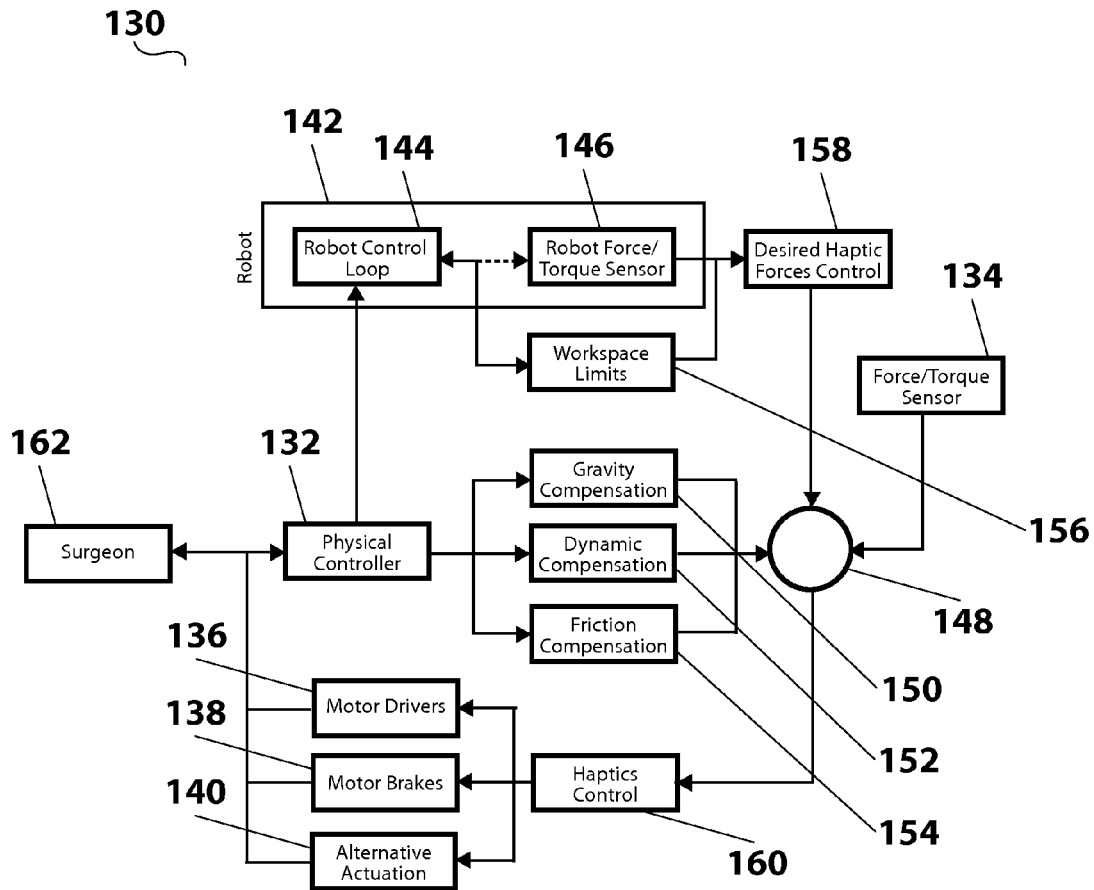 130
142
144
146
158
Robot
Robot Control
Loop
Robot Force/
Torque Sensor
Desired Haptic
Forces Control
134
Workspace
Limits
Force/Torque
Sensor
162
132
Gravity
Compensation
156
Surgeon
Physical
Controller
Dynamic
Compensation
148
136
Friction
Compensation
150
Motor Drivers
138
152
Motor Brakes
Haptics
Control
140
154
Alternative
Actuation
160